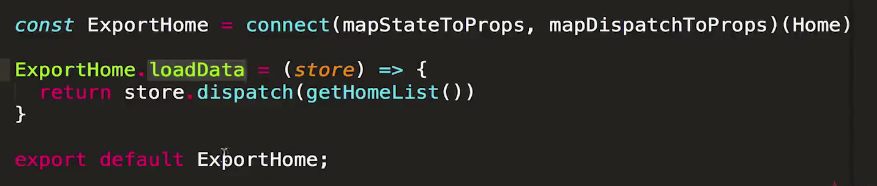 const ExportHome = connect(mapStateToProps, mapDispatchToProps)(Home)
ExportHome.loadData = (store) => {
return store.dispatch(getHomeList())
}
export default ExportHome;